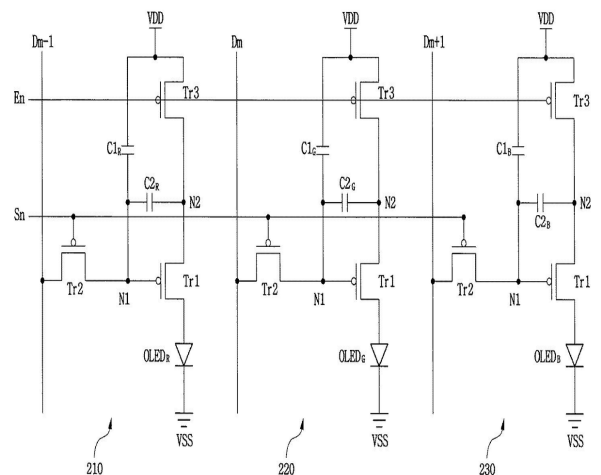 Dm-1 VDD Dm VDD Dm+1 VDD
En Tr3 Tr3 Tr3
C1R C1G C1B
C2R N2 C2G N2 C2B N2
Sn
Tr2 N1 Tr1 Tr2 N1 Tr1 Tr2 N1 Tr1
OLEDR OLEDG OLEDB
VSS VSS VSS
210 220 230